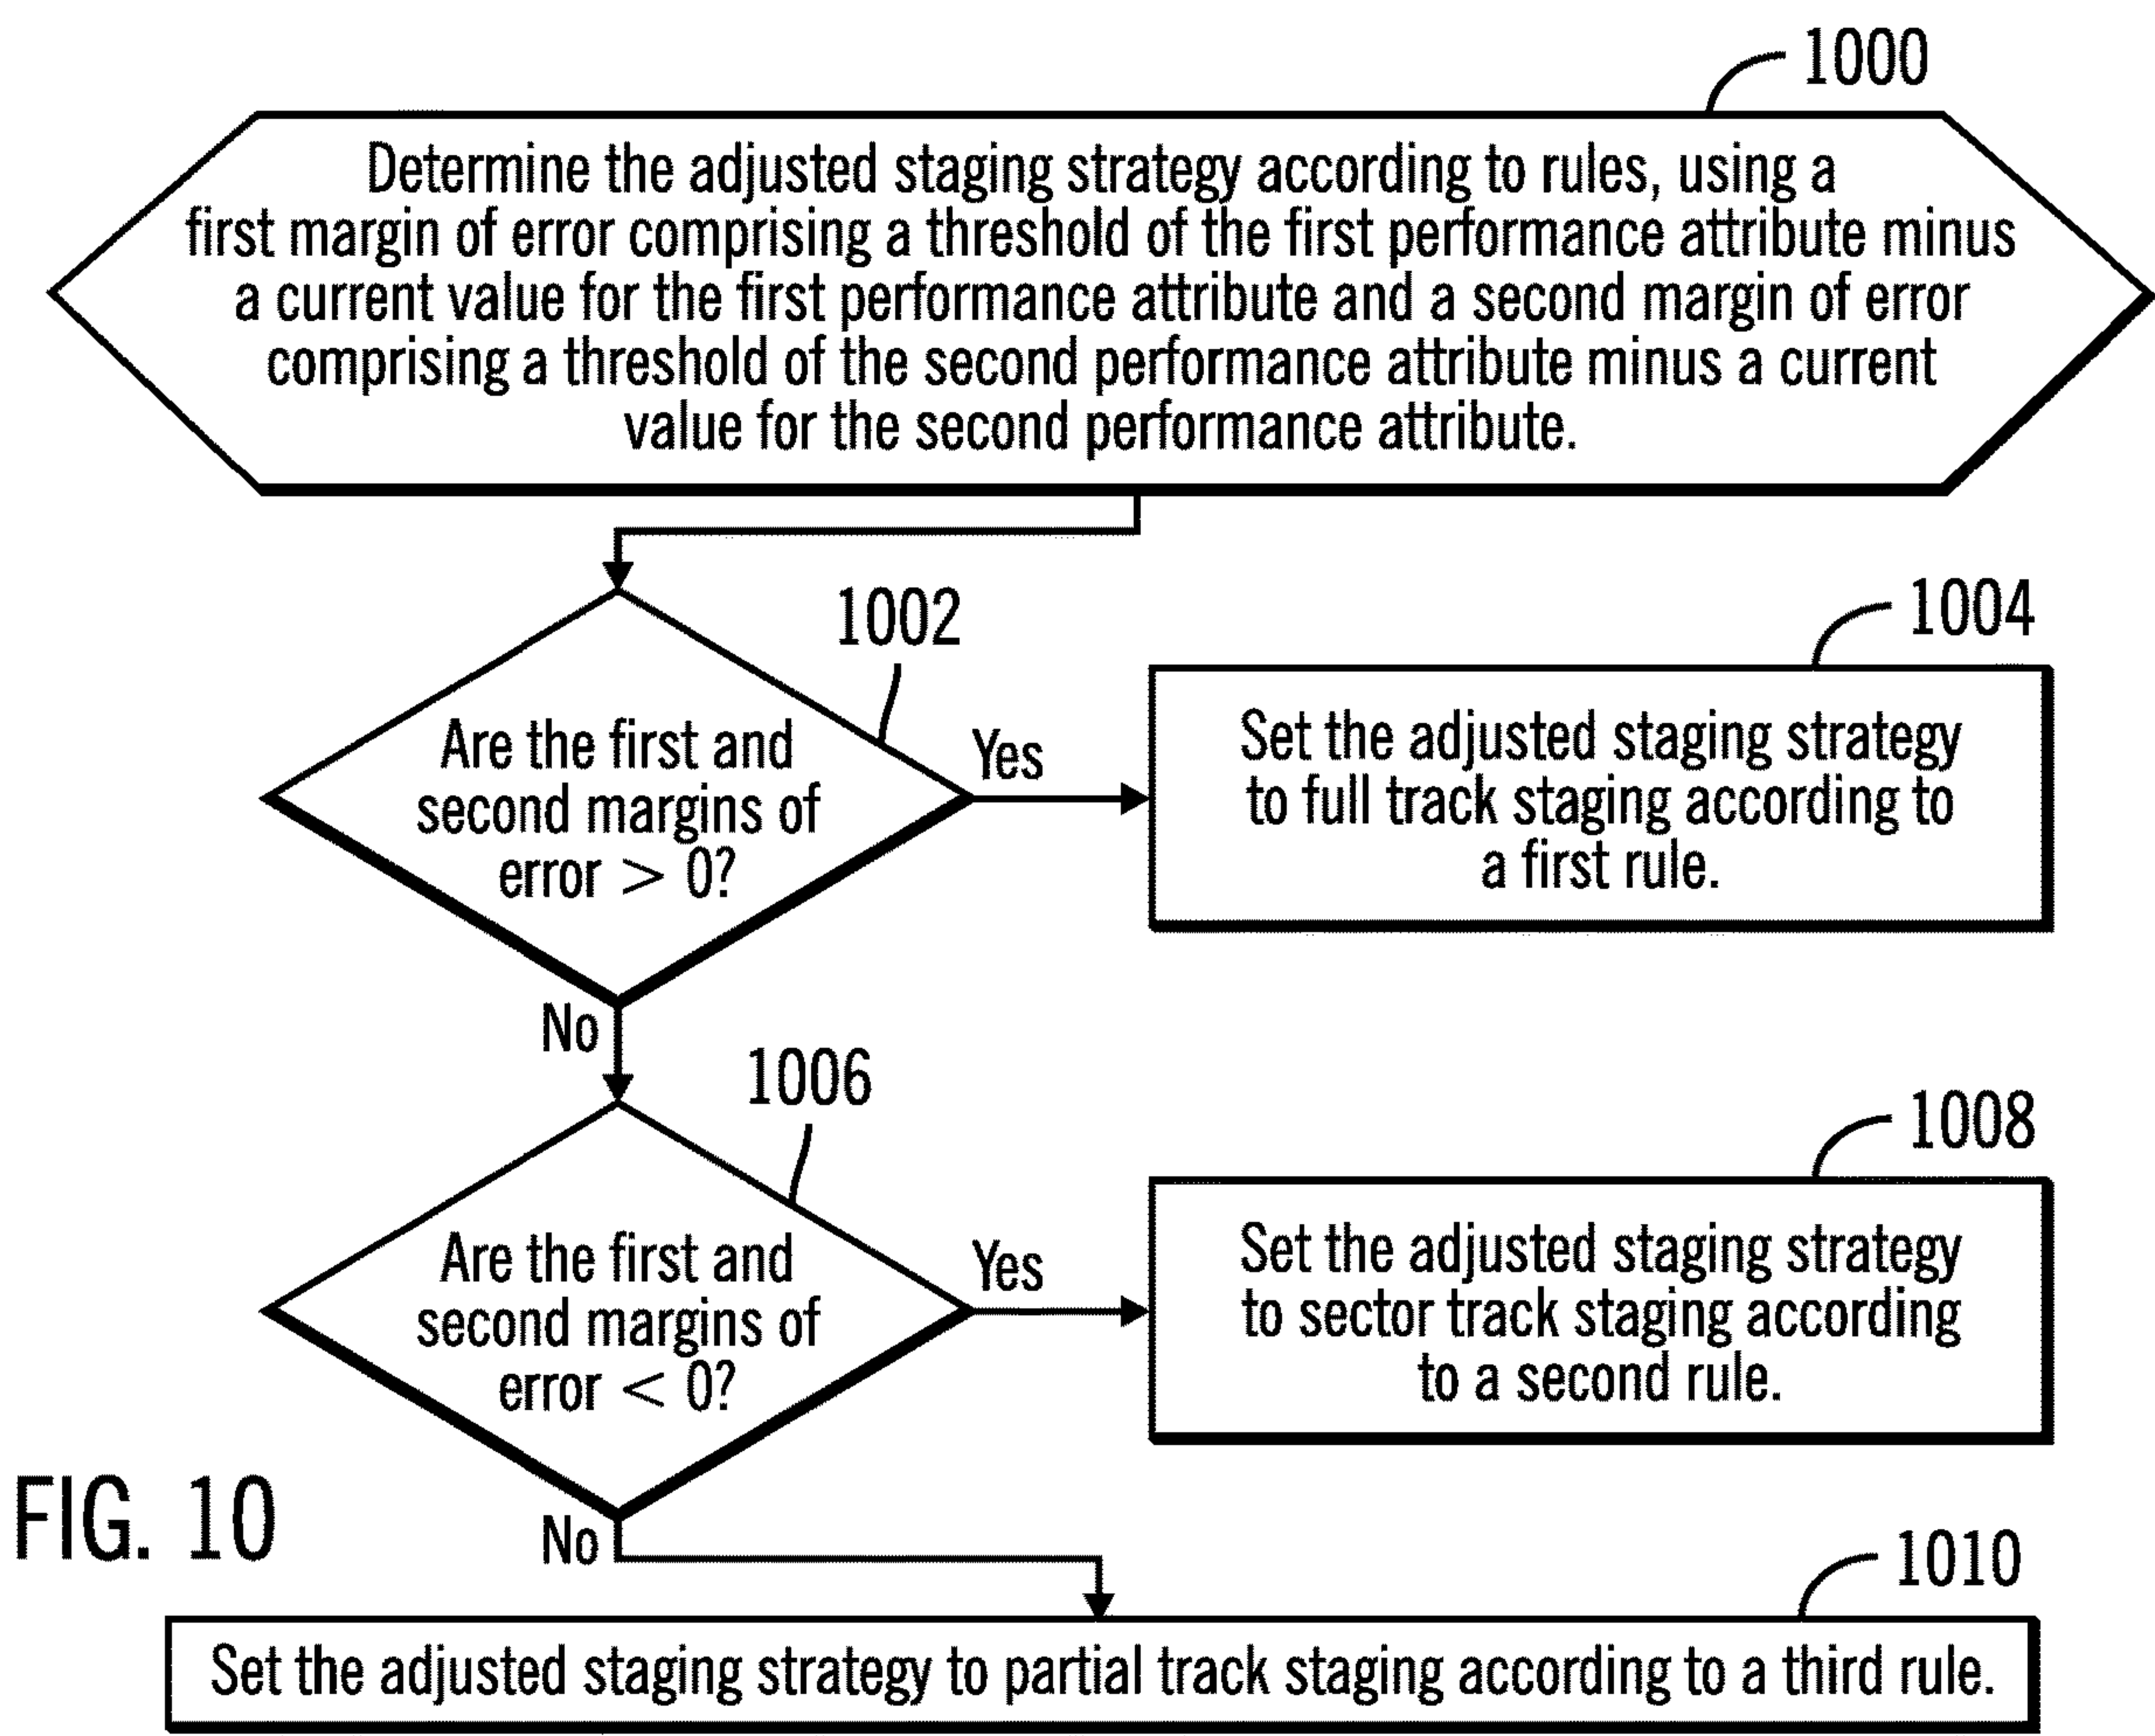 1000
Determine the adjusted staging strategy according to rules, using a
first margin of error comprising a threshold of the first performance attribute minus
a current value for the first performance attribute and a second margin of error
comprising a threshold of the second performance attribute minus a current
value for the second performance attribute.
1002
Are the first and
second margins of
error > 0?
Yes
1004
Set the adjusted staging strategy
to full track staging according to
a first rule.
No
1006
Are the first and
second margins of
error < 0?
Yes
1008
Set the adjusted staging strategy
to sector track staging according
to a second rule.
No
FIG. 10
1010
Set the adjusted staging strategy to partial track staging according to a third rule.